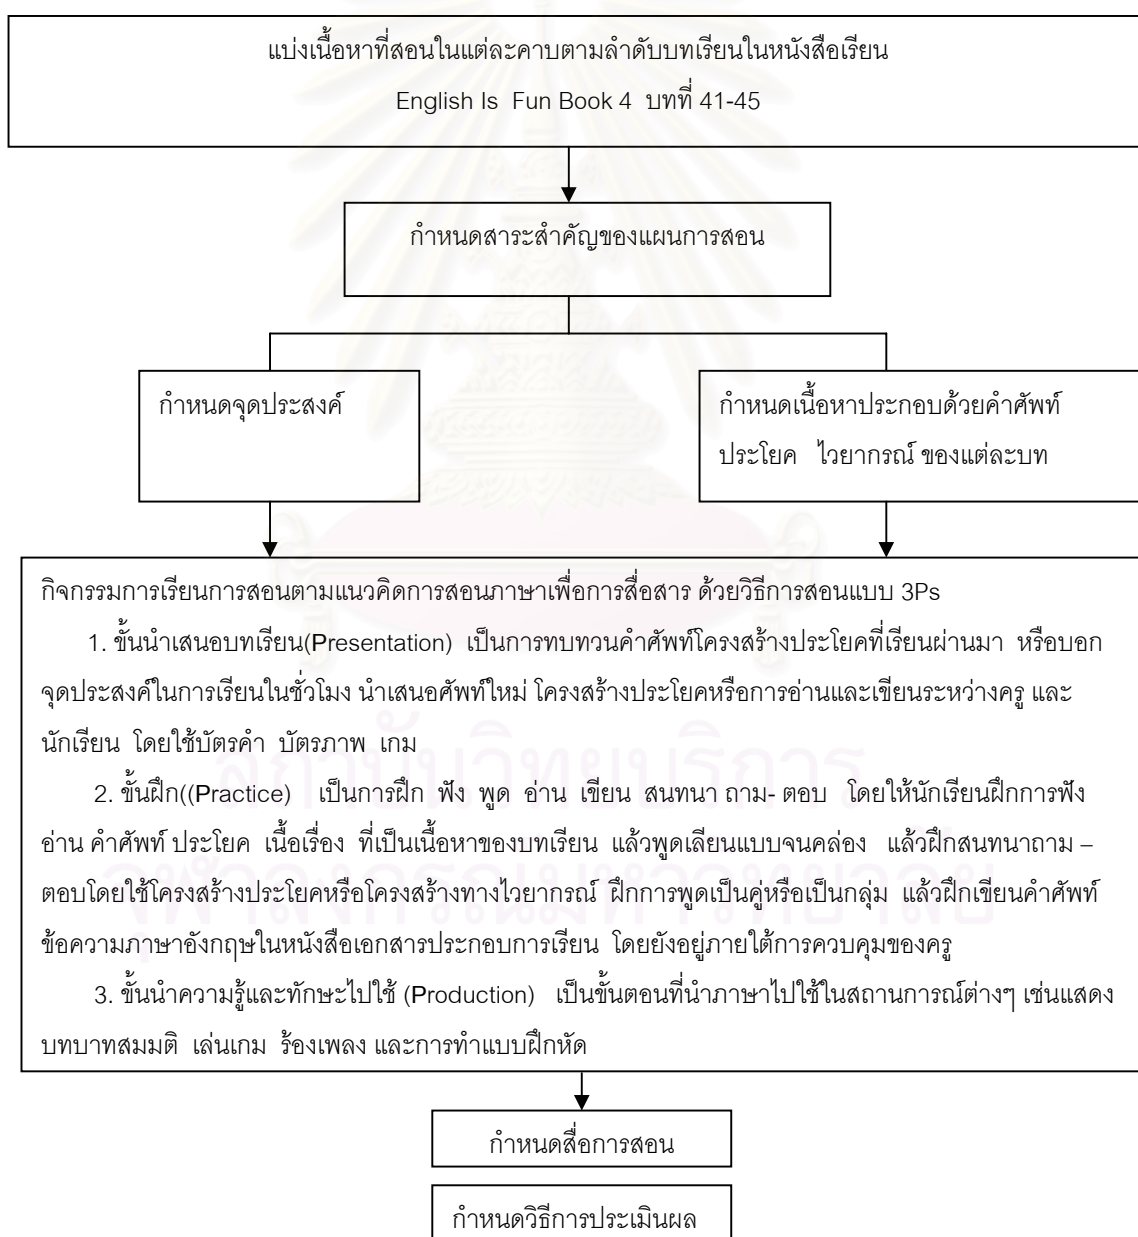 แบ่งเนื้อหาที่สอนในแต่ละคาบตามลำดับบทเรียนในหนังสือเรียน
English Is Fun Book 4 บทที่ 41-45
กำหนดสาระสำคัญของแผนการสอน
กำหนดจุดประสงค์
กำหนดเนื้อหาประกอบด้วยคำศัพท์
ประโยค ไวยากรณ์ ของแต่ละบท
กิจกรรมการเรียนการสอนตามแนวคิดการสอนภาษาเพื่อการสื่อสาร ด้วยวิธีการสอนแบบ 3Ps
1. ขั้นนำเสนอบทเรียน(Presentation) เป็นการทบทวนคำศัพท์โครงสร้างประโยคที่เรียนผ่านมา หรือบอก
จุดประสงค์ในการเรียนในชั่วโมง นำเสนอศัพท์ใหม่ โครงสร้างประโยคหรือการอ่านและเขียนระหว่างครู และ
นักเรียน โดยใช้บัตรคำ บัตรภาพ เกม
2. ขั้นฝึก((Practice) เป็นการฝึก ฟัง พูด อ่าน เขียน สนทนา ถาม- ตอบ โดยให้นักเรียนฝึกการฟัง
อ่าน คำศัพท์ ประโยค เนื้อเรื่อง ที่เป็นเนื้อหาของบทเรียน แล้วพูดเลียนแบบจนคล่อง แล้วฝึกสนทนาถาม –
ตอบโดยใช้โครงสร้างประโยคหรือโครงสร้างทางไวยากรณ์ ฝึกการพูดเป็นคู่หรือเป็นกลุ่ม แล้วฝึกเขียนคำศัพท์
ข้อความภาษาอังกฤษในหนังสือเอกสารประกอบการเรียน โดยยังอยู่ภายใต้การควบคุมของครู
3. ขั้นนำความรู้และทักษะไปใช้ (Production) เป็นขั้นตอนที่นำภาษาไปใช้ในสถานการณ์ต่างๆ เช่นแสดง
บทบาทสมมติ เล่นเกม ร้องเพลง และการทำแบบฝึกหัด
สถาบันวิทยบริการ
จุฬาลงกรณ์มหาวิทยาลัย
กำหนดสื่อการสอน
กำหนดวิธีการประเมินผล